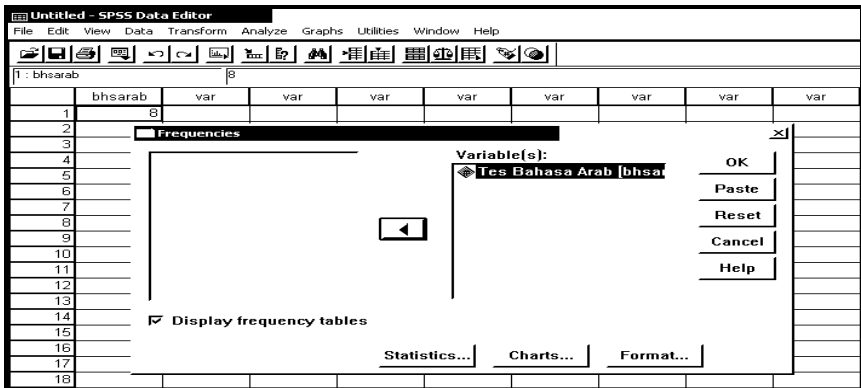 Untitled - SPSS Data Editor
File Edit View Data Transform Analyze Graphs Utilities Window Help
1 : bhsarab 8
bhsarab var var var var var var var var
1 8
2
Frequencies
3
Variable(s):
4
OK
Tes Bahasa Arab [bhsar
5
6
Paste
7
8
Reset
9
Cancel
10
11
Help
12
13
14
Display frequency tables
15
16
Statistics... Charts... Format...
17
18